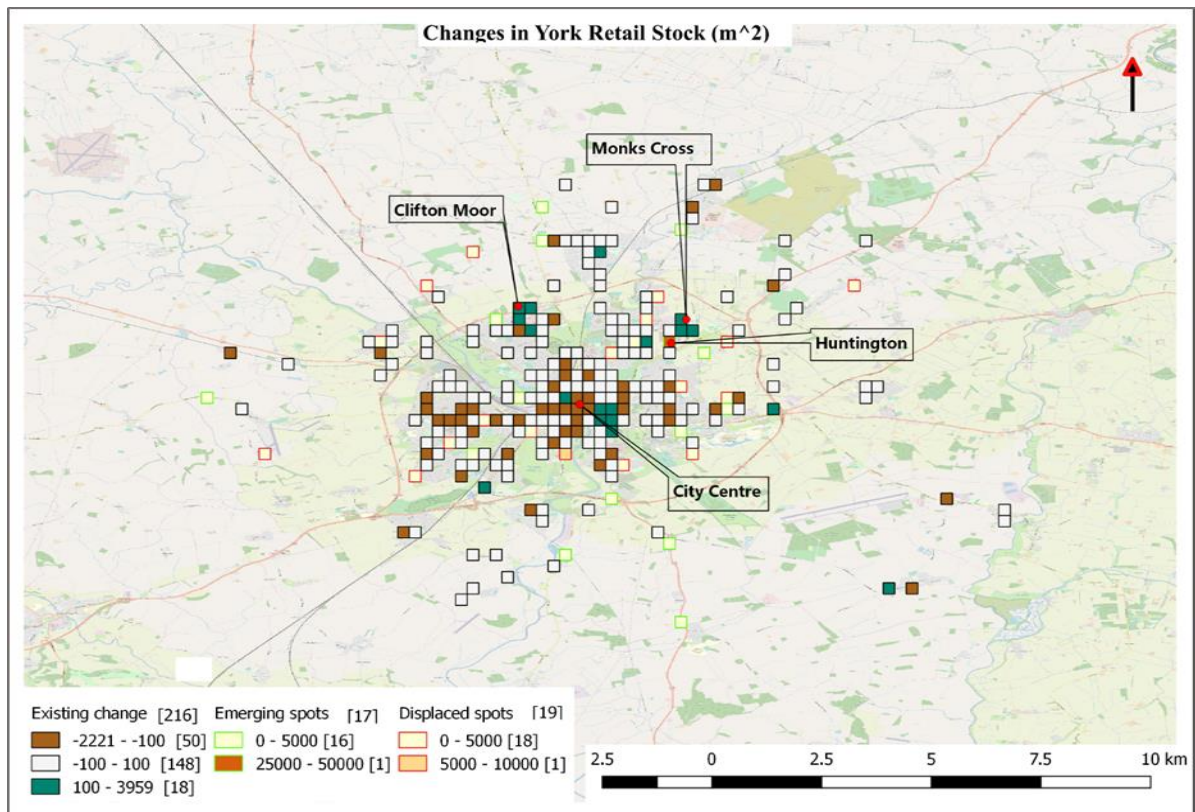 Changes in York Retail Stock (m^2)
Monks Cross
Clifton Moor
Huntington
City Centre
Existing change [216] Emerging spots [17] Displaced spots [19]
-2221 - -100 [50] 0 - 5000 [16] 0 - 5000 [18]
-100 - 100 [148] 25000 - 50000 [1] 5000 - 10000 [1]
100 - 3959 [18]
2.5 0 2.5 5 7.5 10 km